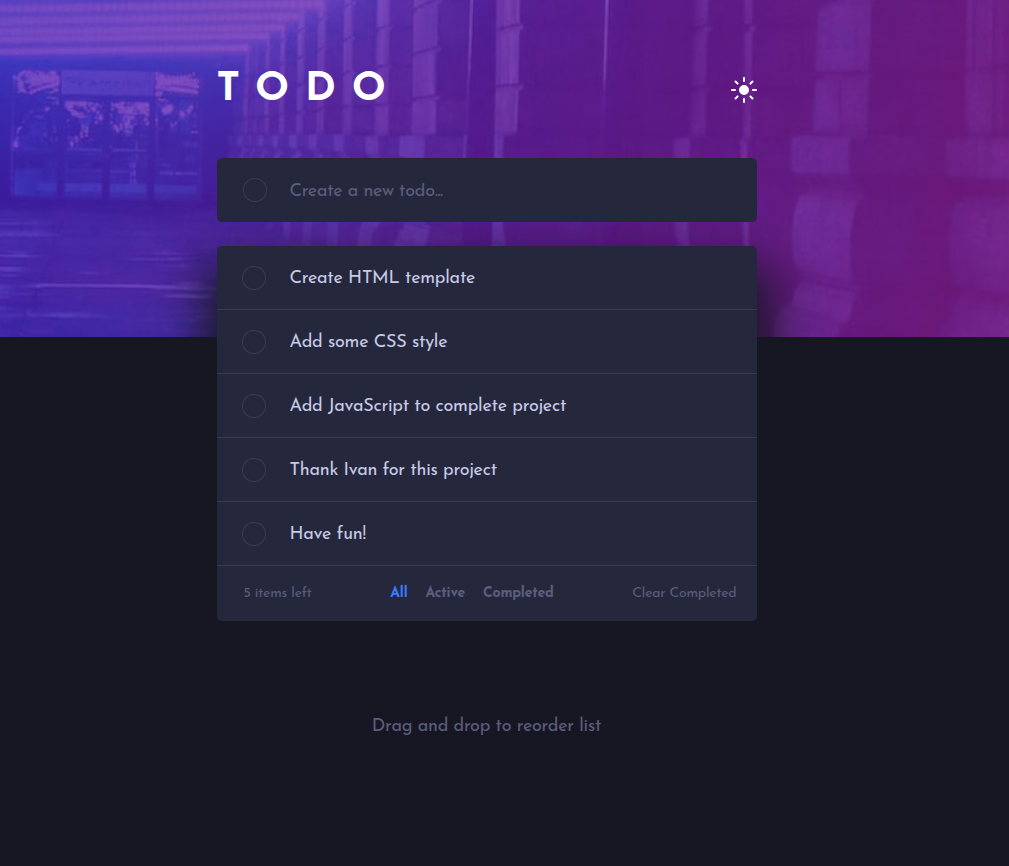 TODO
Create a new todo...
Create HTML template
Add some CSS style
Add JavaScript to complete project
Thank Ivan for this project
Have fun!
5 items left All Active Completed Clear Completed
Drag and drop to reorder list